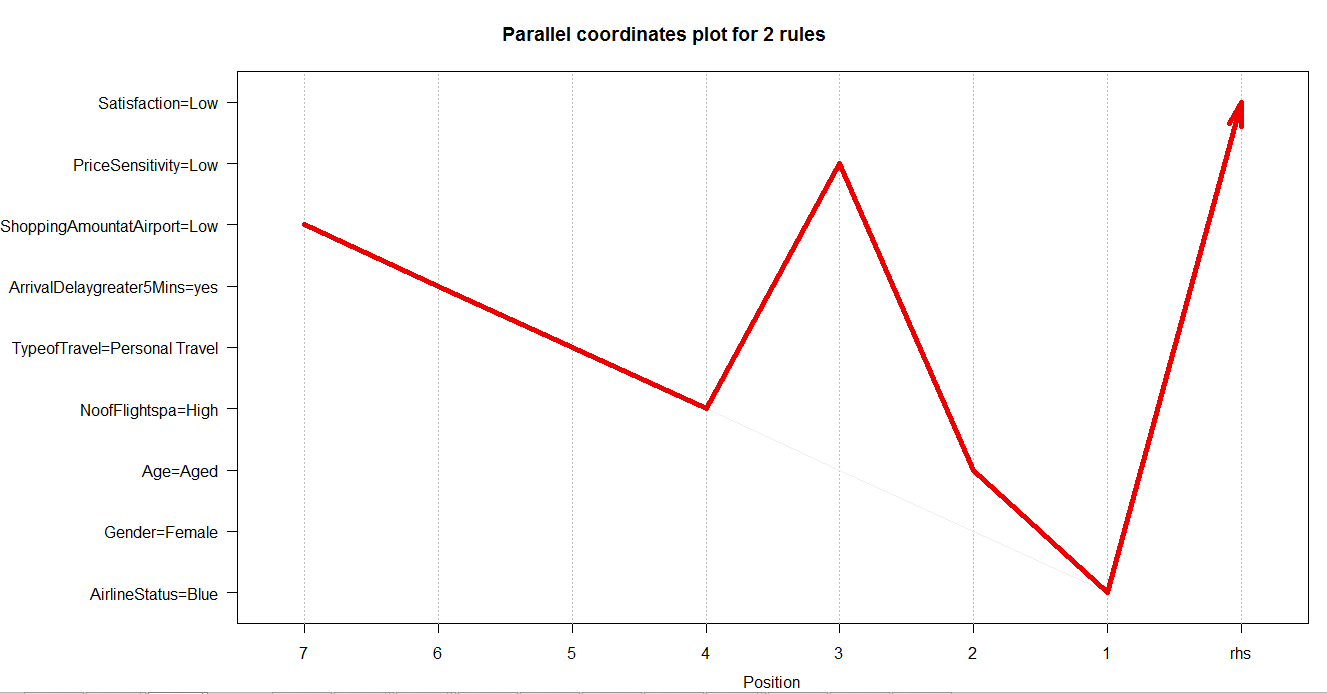 Parallel coordinates plot for 2 rules
Satisfaction=Low
PriceSensitivity=Low
ShoppingAmountatAirport=Low
ArrivalDelaygreater5Mins=yes
TypeofTravel=Personal Travel
NoofFlightspa=High
Age=Aged
Gender=Female
AirlineStatus=Blue
7 6 5 4 3 2 1 rhs
Position